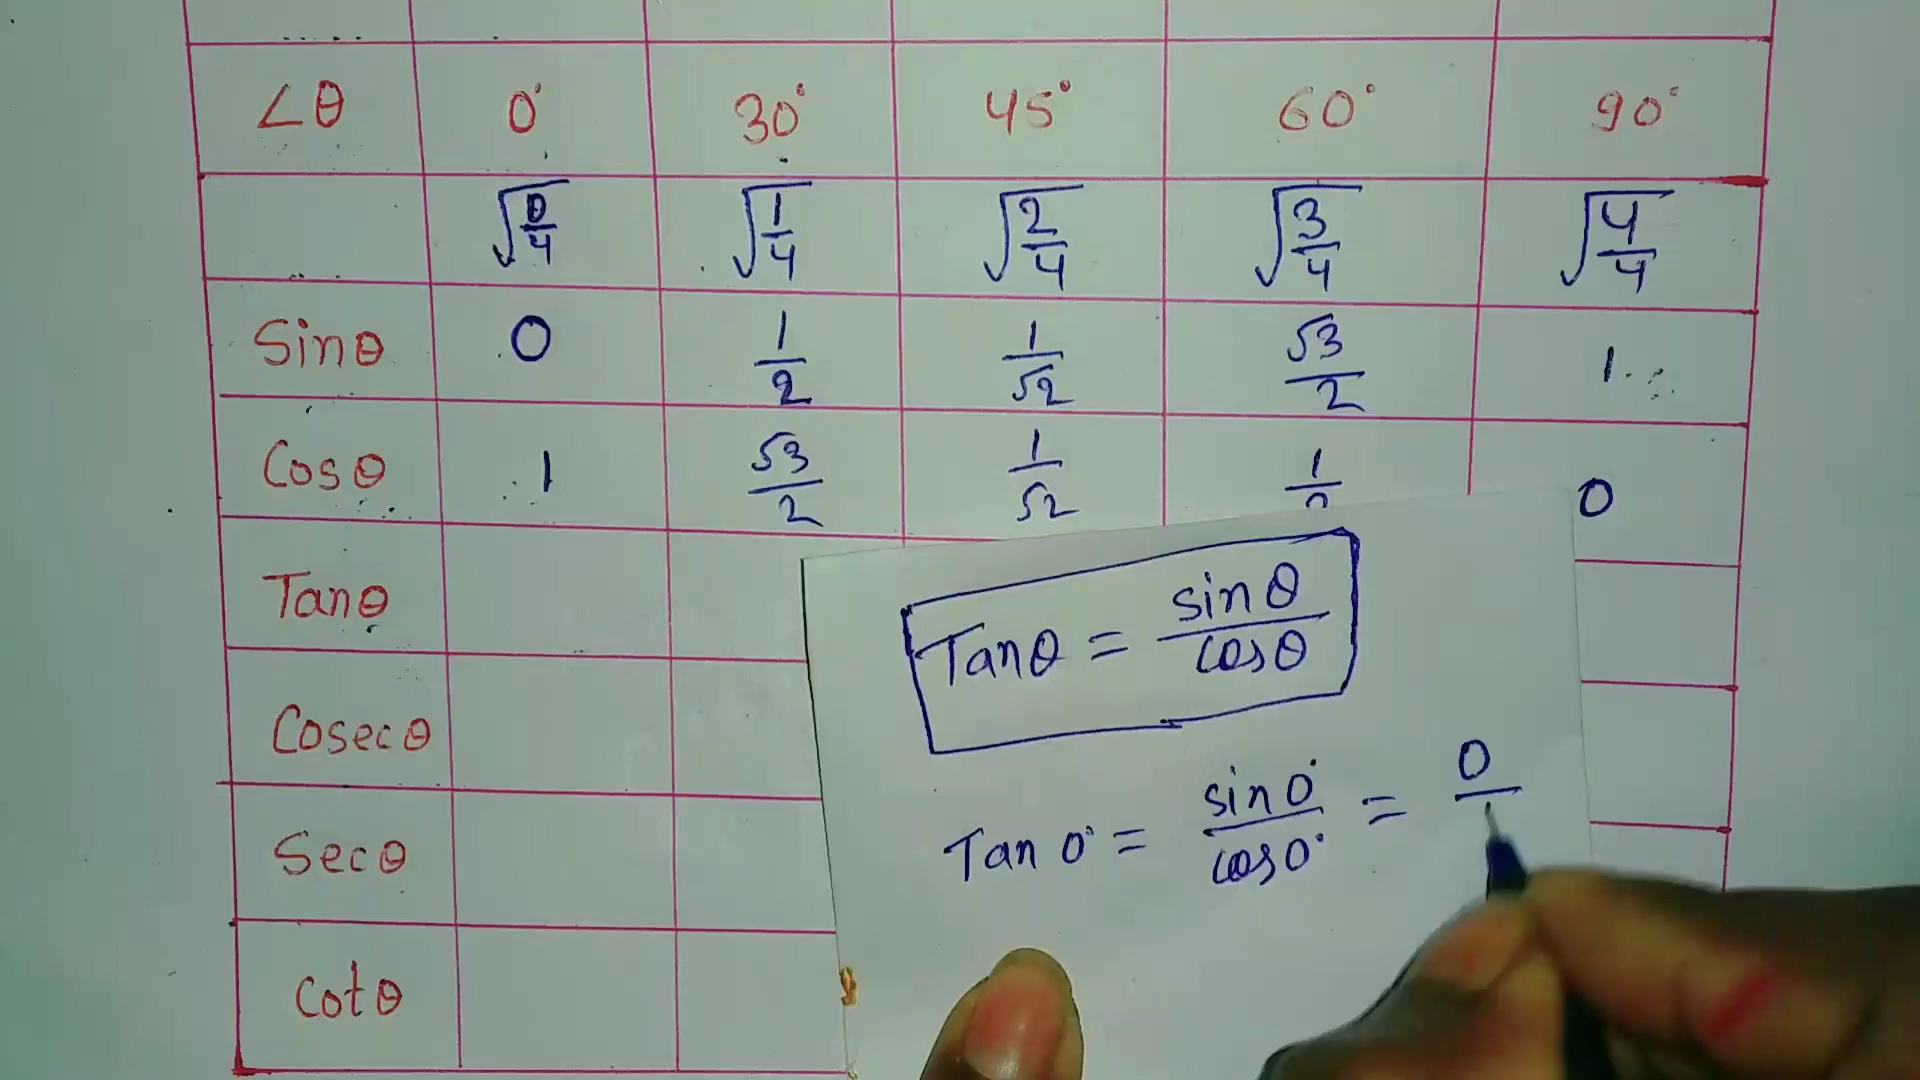 ∠θ 0° 30° 45° 60° 90°
√0/4 √1/4 √2/4 √3/4 √4/4
Sinθ 0 1/2 1/√2 √3/2 1
Cosθ 1 √3/2 1/√2 0
Tanθ
Cosecθ
Secθ
Cotθ
Tanθ = sinθ/cosθ
Tan 0° = sin0°/cos0° = 0/